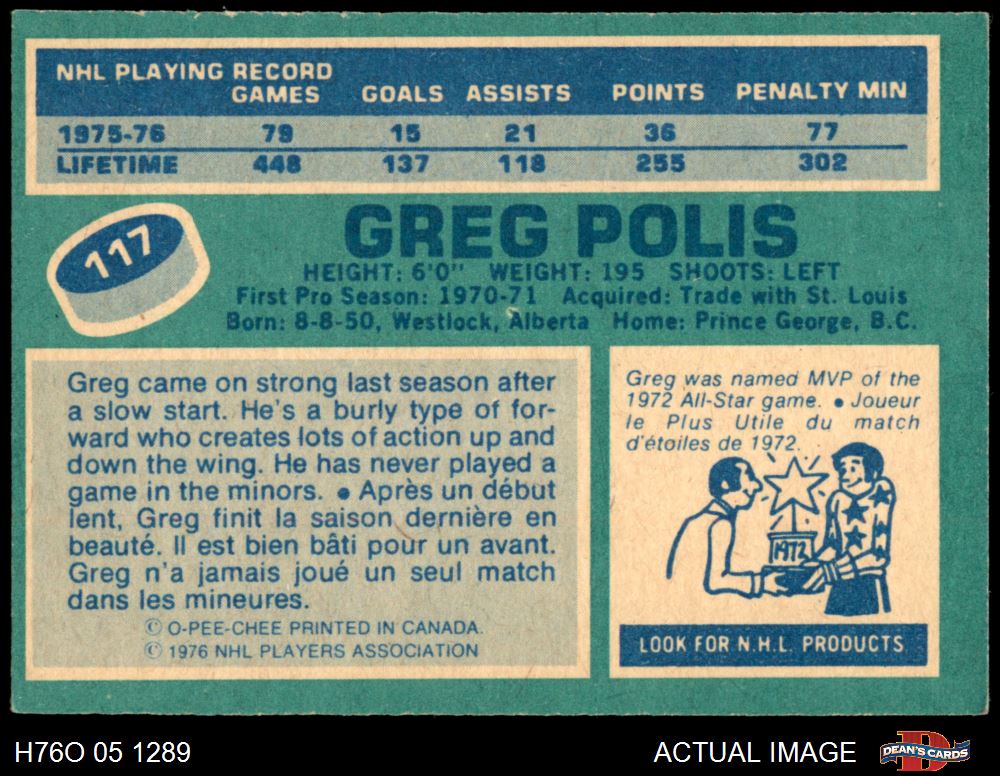 NHL PLAYING RECORD
GAMES GOALS ASSISTS POINTS PENALTY MIN
1975-76 79 15 21 36 77
LIFETIME 448 137 118 255 302
117
GREG POLIS
HEIGHT: 6'0" WEIGHT: 195 SHOOTS: LEFT
First Pro Season: 1970-71 Acquired: Trade with St. Louis
Born: 8-8-50, Westlock, Alberta Home: Prince George, B.C.
Greg came on strong last season after
a slow start. He's a burly type of for-
ward who creates lots of action up and
down the wing. He has never played a
game in the minors. ● Après un début
lent, Greg finit la saison dernière en
beauté. Il est bien bâti pour un avant.
Greg n'a jamais joué un seul match
dans les mineures.
© O-PEE-CHEE PRINTED IN CANADA.
© 1976 NHL PLAYERS ASSOCIATION
Greg was named MVP of the
1972 All-Star game. ● Joueur
le Plus Utile du match
d'étoiles de 1972.
1972
LOOK FOR N.H.L. PRODUCTS
H76O 05 1289
ACTUAL IMAGE
DEAN'S CARDS